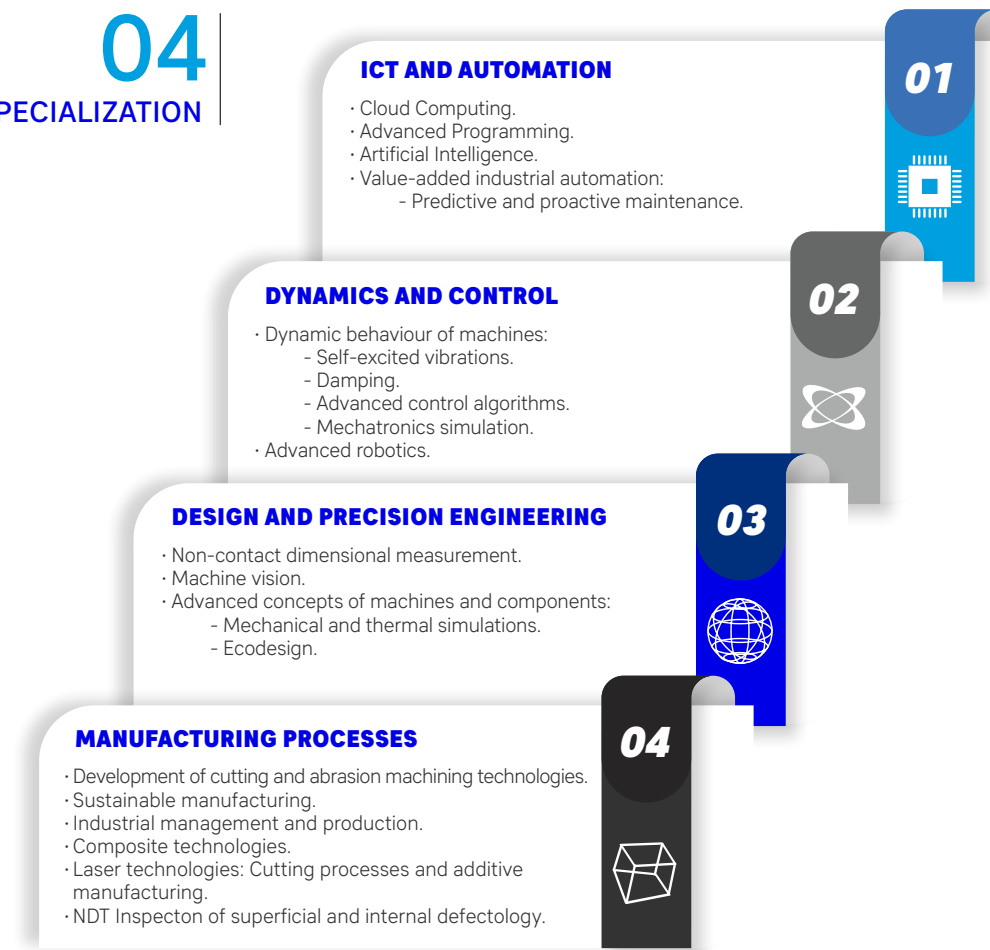 04
PECIALIZATION
ICT AND AUTOMATION
· Cloud Computing.
· Advanced Programming.
· Artificial Intelligence.
· Value-added industrial automation:
- Predictive and proactive maintenance.
01
DYNAMICS AND CONTROL
· Dynamic behaviour of machines:
- Self-excited vibrations.
- Damping.
- Advanced control algorithms.
- Mechatronics simulation.
· Advanced robotics.
02
DESIGN AND PRECISION ENGINEERING
· Non-contact dimensional measurement.
· Machine vision.
· Advanced concepts of machines and components:
- Mechanical and thermal simulations.
- Ecodesign.
03
MANUFACTURING PROCESSES
· Development of cutting and abrasion machining technologies.
· Sustainable manufacturing.
· Industrial management and production.
· Composite technologies.
· Laser technologies: Cutting processes and additive
manufacturing.
· NDT Inspecton of superficial and internal defectology.
04